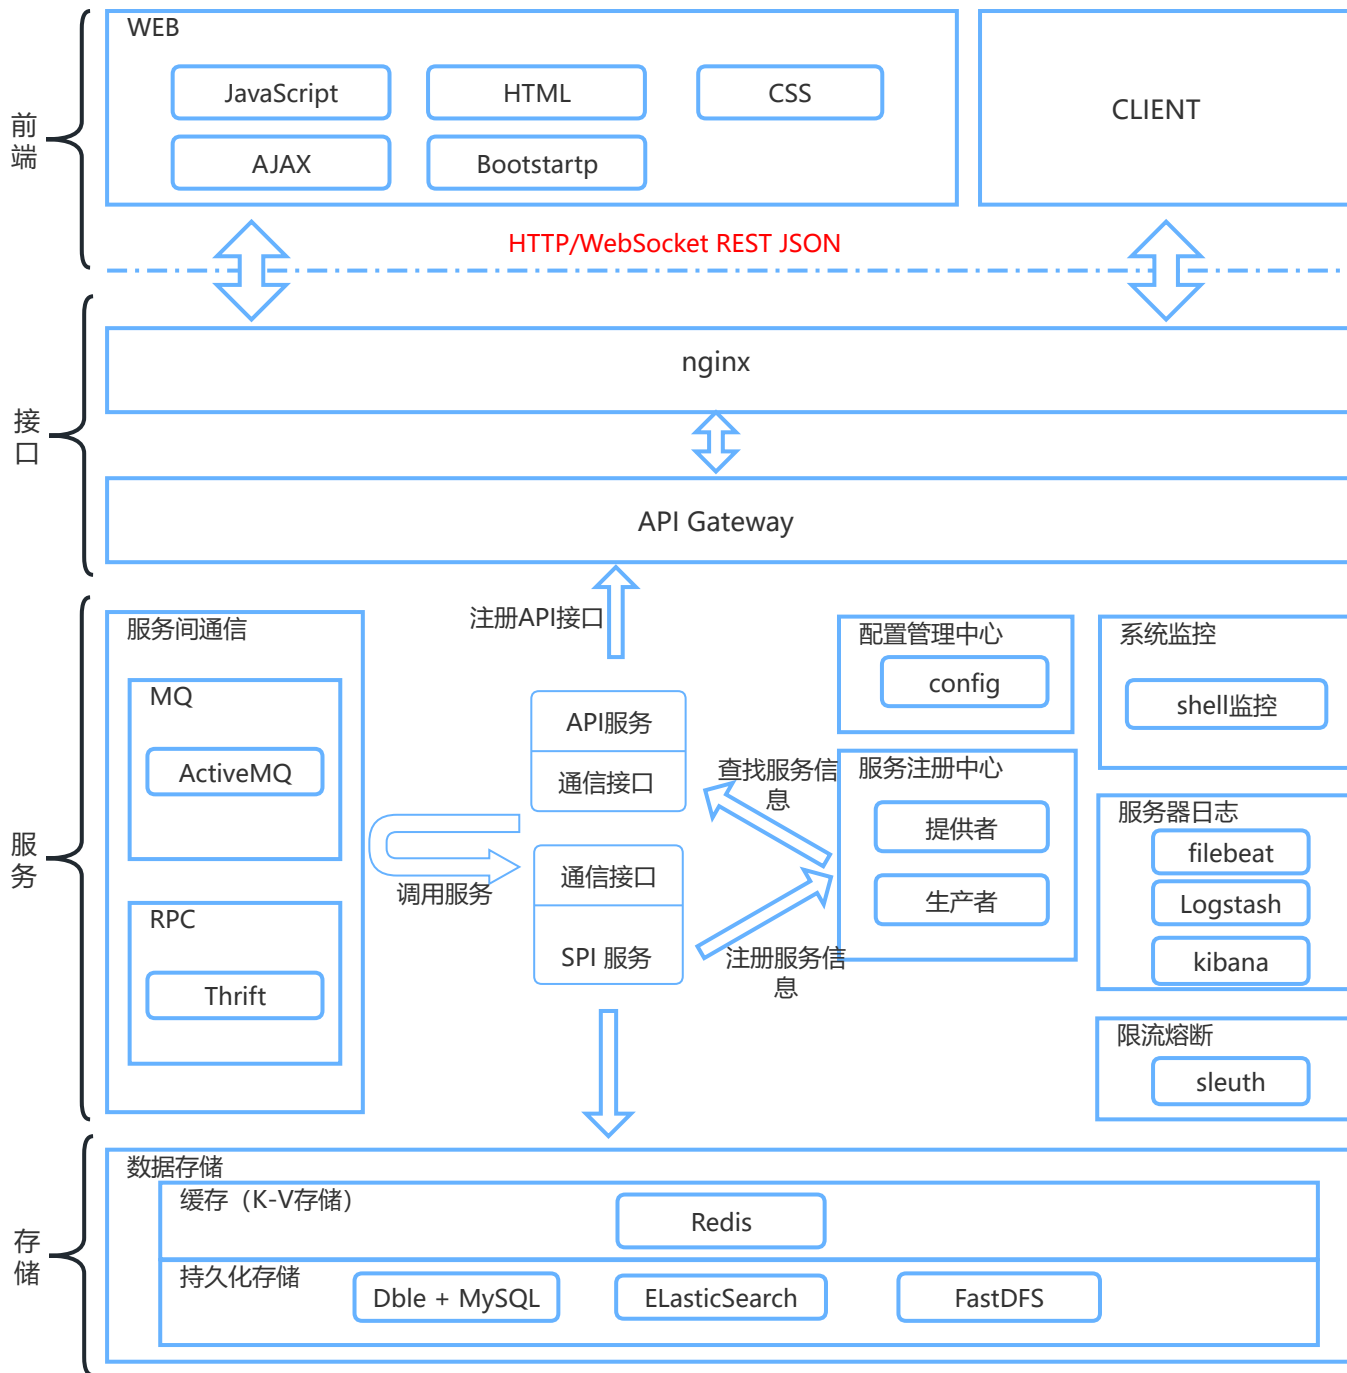 WEB
JavaScript
HTML
CSS
AJAX
Bootstartp
CLIENT
前
端
HTTP/WebSocket REST JSON
接
口
nginx
API Gateway
注册API接口
服务间通信
MQ
ActiveMQ
RPC
Thrift
API服务
通信接口
调用服务
通信接口
SPI 服务
查找服务信
息
注册服务信
息
配置管理中心
config
服务注册中心
提供者
生产者
系统监控
shell监控
服务器日志
filebeat
Logstash
kibana
限流熔断
sleuth
服
务
存
储
数据存储
缓存（K-V存储）
Redis
持久化存储
Dble + MySQL
ELasticSearch
FastDFS